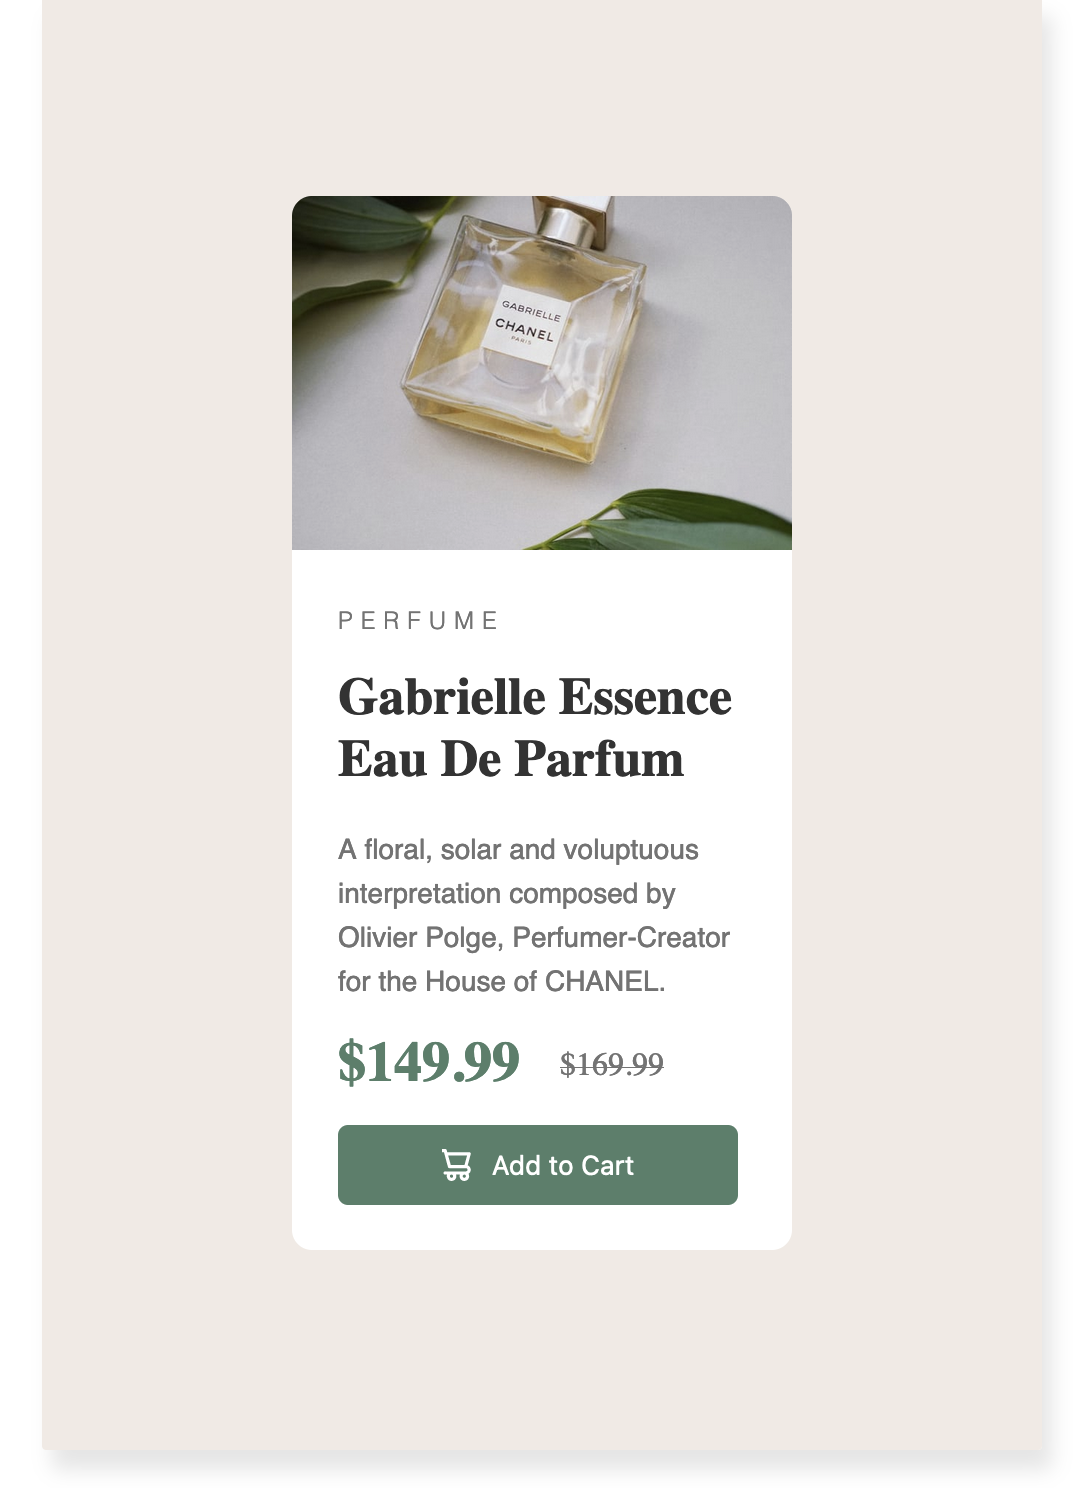 GABRIELLE
CHANEL
PARIS
PERFUME
Gabrielle Essence
Eau De Parfum
A floral, solar and voluptuous
interpretation composed by
Olivier Polge, Perfumer-Creator
for the House of CHANEL.
$149.99 $169.99
Add to Cart